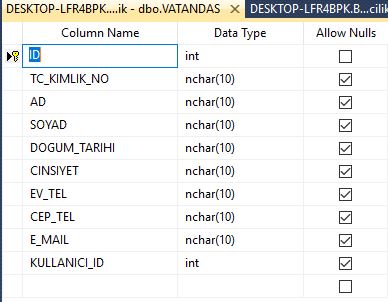 DESKTOP-LFR4BPK....ik - dbo.VATANDAS DESKTOP-LFR4BPK.B...cilik
Column Name Data Type Allow Nulls
ID int
TC_KIMLIK_NO nchar(10)
AD nchar(10)
SOYAD nchar(10)
DOGUM_TARIHI nchar(10)
CINSIYET nchar(10)
EV_TEL nchar(10)
CEP_TEL nchar(10)
E_MAIL nchar(10)
KULLANICI_ID int